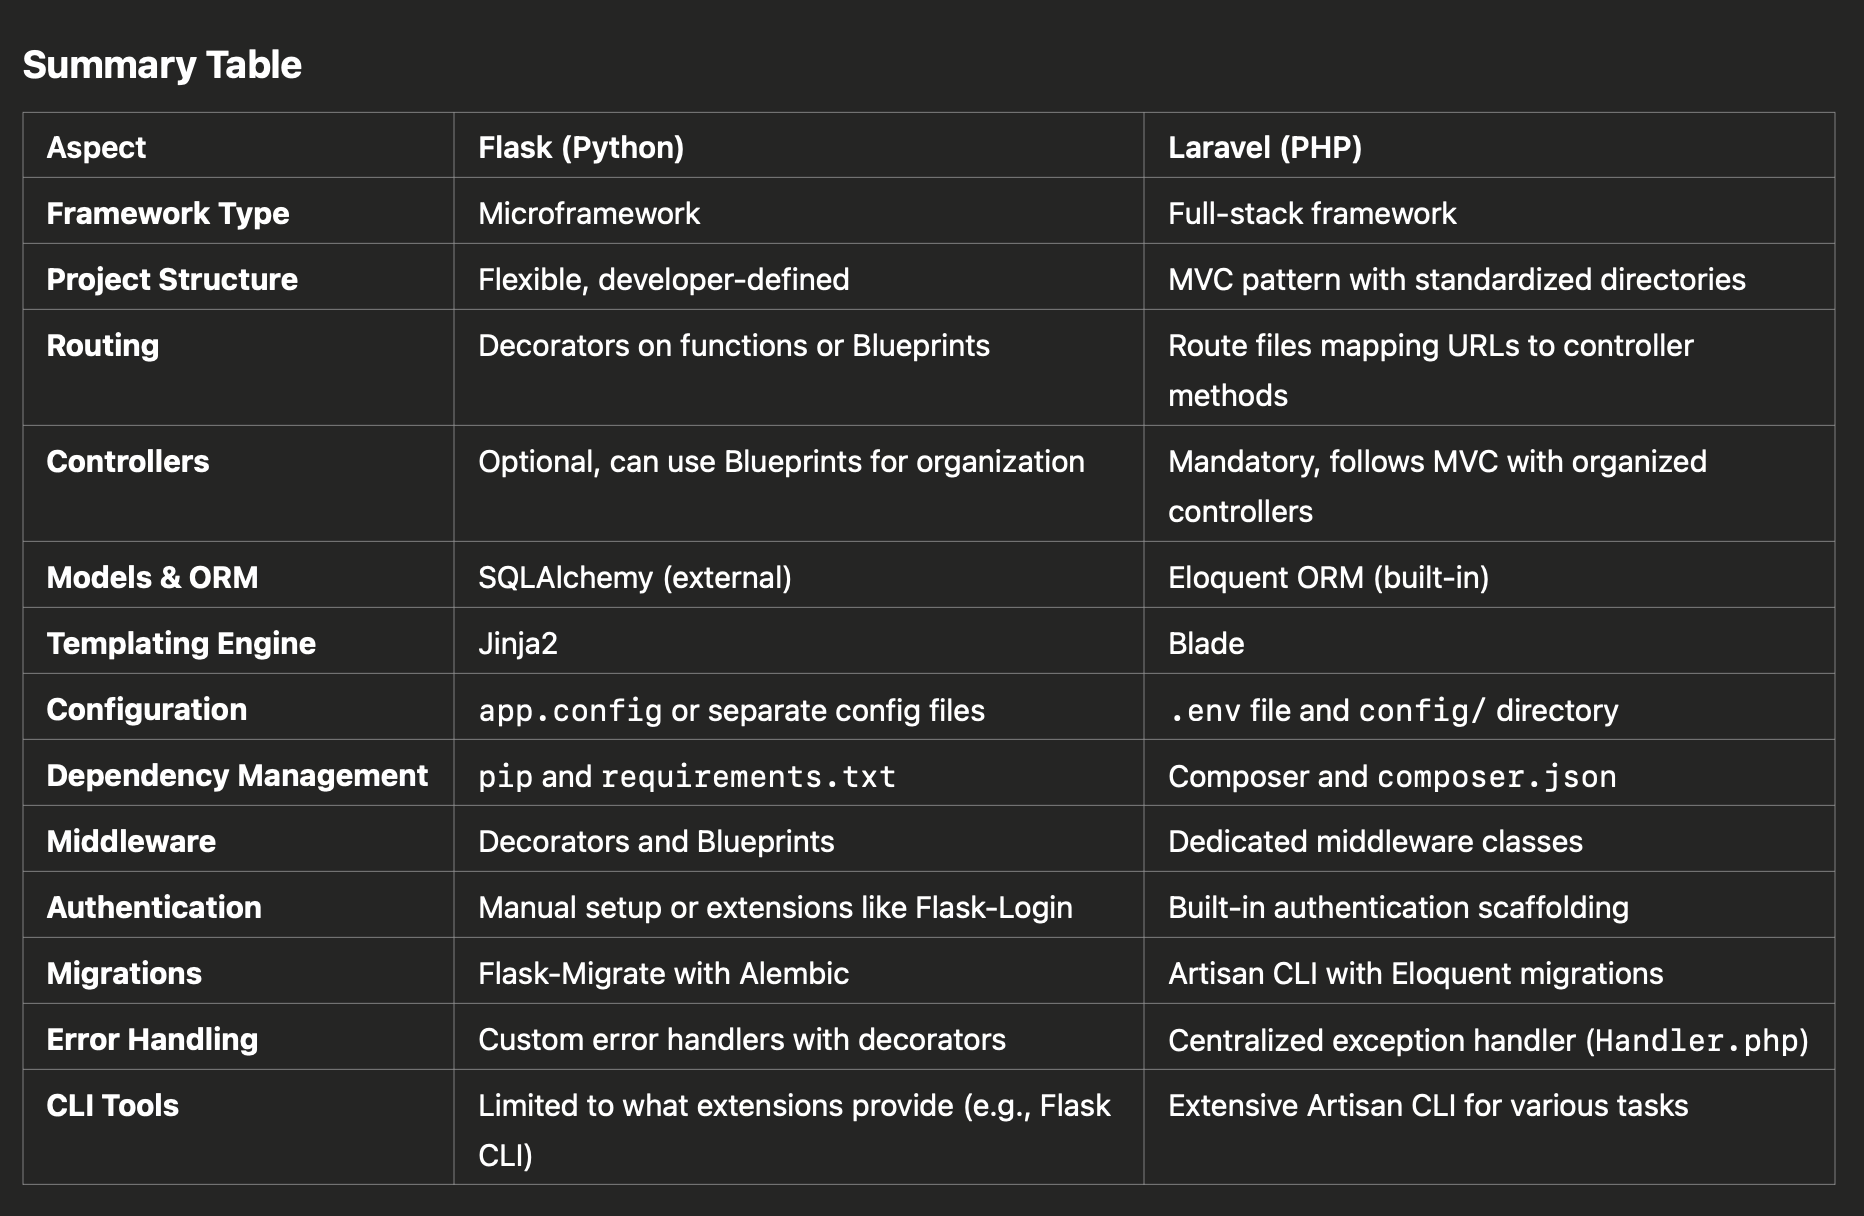 Summary Table
Aspect Flask (Python) Laravel (PHP)
Framework Type Microframework Full-stack framework
Project Structure Flexible, developer-defined MVC pattern with standardized directories
Routing Decorators on functions or Blueprints Route files mapping URLs to controller
methods
Controllers Optional, can use Blueprints for organization Mandatory, follows MVC with organized
controllers
Models & ORM SQLAlchemy (external) Eloquent ORM (built-in)
Templating Engine Jinja2 Blade
Configuration app.config or separate config files .env file and config/ directory
Dependency Management pip and requirements.txt Composer and composer.json
Middleware Decorators and Blueprints Dedicated middleware classes
Authentication Manual setup or extensions like Flask-Login Built-in authentication scaffolding
Migrations Flask-Migrate with Alembic Artisan CLI with Eloquent migrations
Error Handling Custom error handlers with decorators Centralized exception handler (Handler.php)
CLI Tools Limited to what extensions provide (e.g., Flask Extensive Artisan CLI for various tasks
CLI)